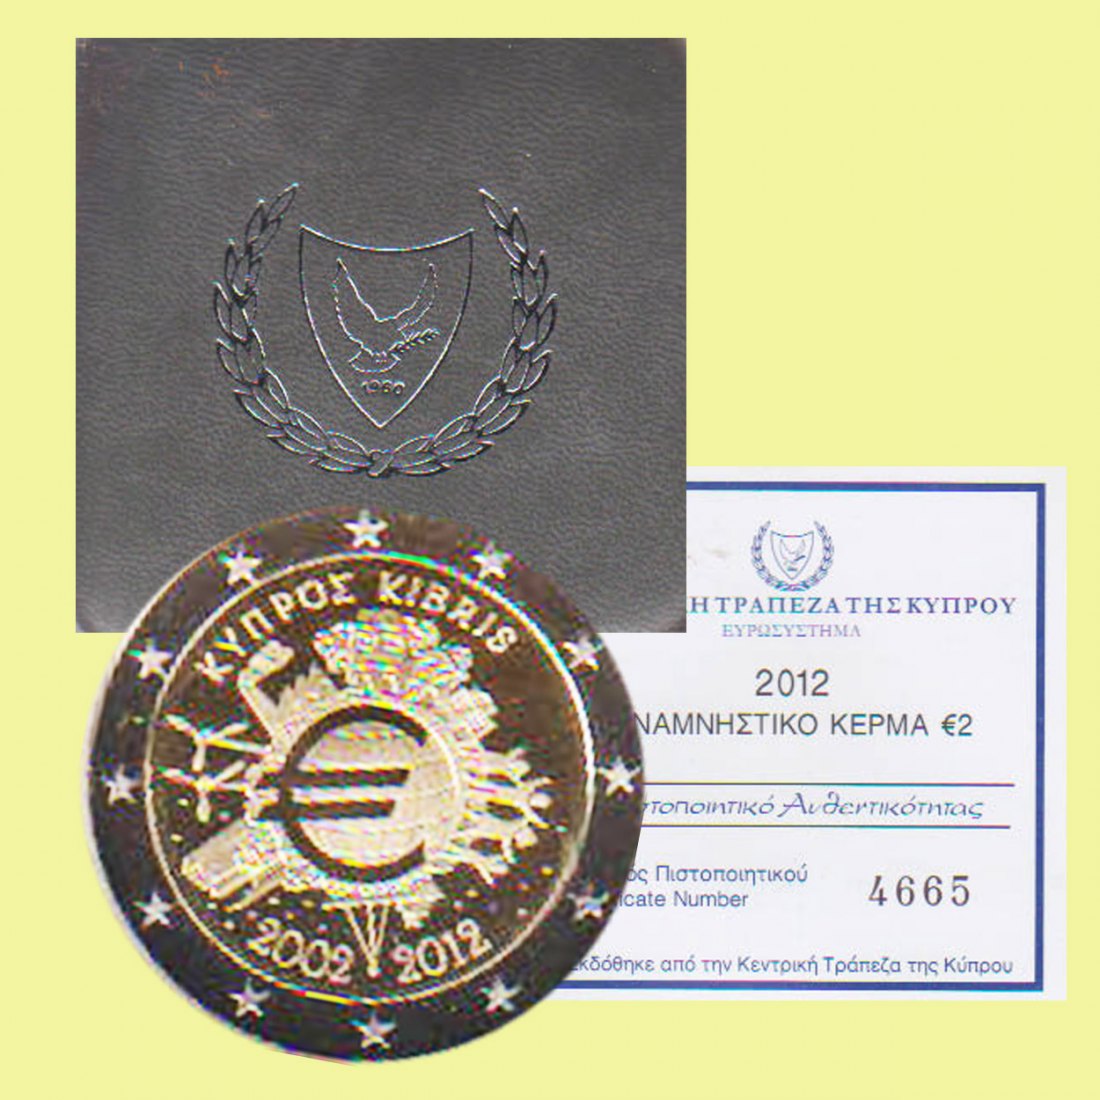 1960
ΚΥΠΡΟΣ KIBRIS
2002 · 2012
ΤΡΑΠΕΖΑ ΤΗΣ ΚΥΠΡΟΥ
ΕΥΡΩΣΥΣΤΗΜΑ
2012
ΝΑΜΝΗΣΤΙΚΟ ΚΕΡΜΑ €2
τοποιητικό Αυθεντικότητας
ος Πιστοποιητικού
icate Number
4665
κδόθηκε από την Κεντρική Τράπεζα της Κύπρου